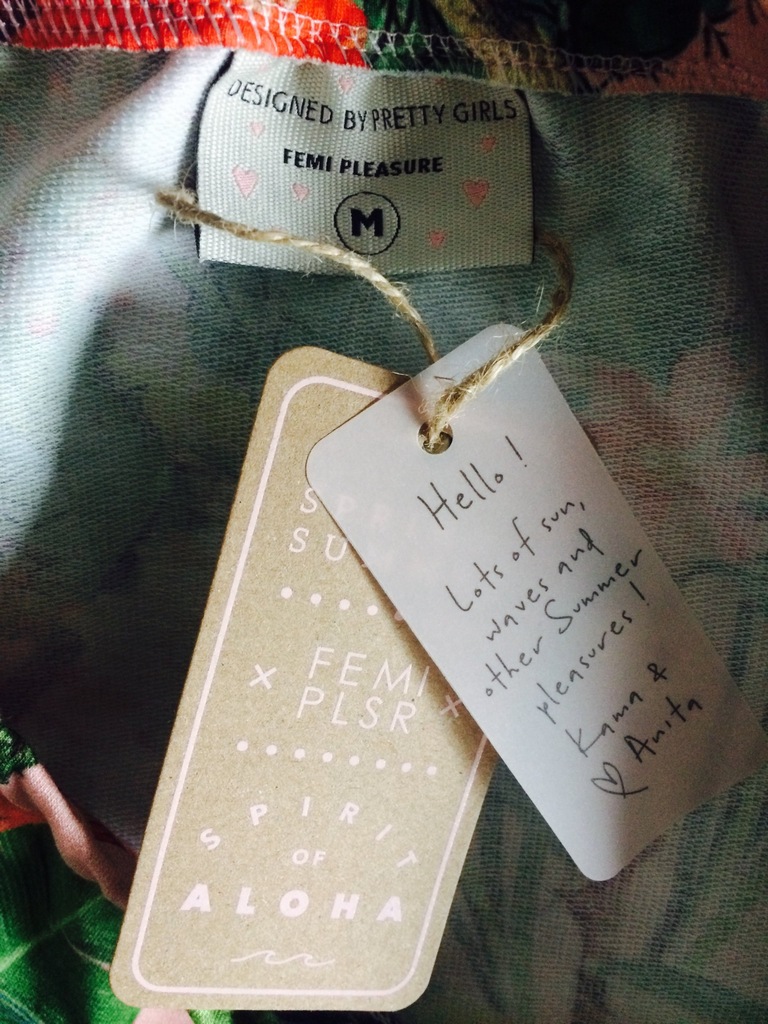 DESIGNED BY PRETTY GIRLS
FEMI PLEASURE
M
Hello!
Lots of sun,
waves and
other Summer
pleasures!
Kama &
Anita
FEMI
PLSR
SPIRIT
OF
ALOHA